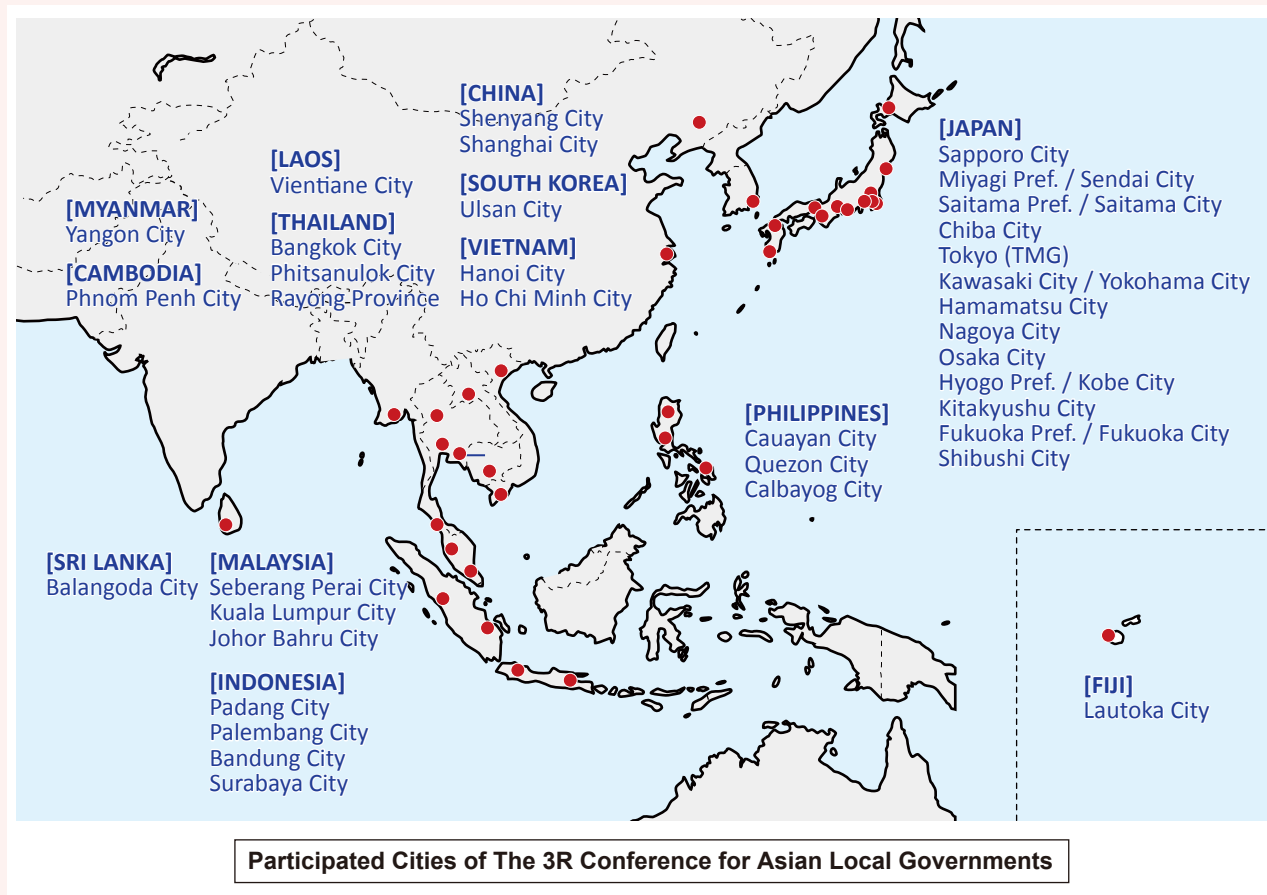 [CHINA]
Shenyang City
Shanghai City
[LAOS]
Vientiane City
[SOUTH KOREA]
Ulsan City
[MYANMAR]
Yangon City
[THAILAND]
Bangkok City
Phitsanulok City
Rayong Province
[VIETNAM]
Hanoi City
Ho Chi Minh City
[CAMBODIA]
Phnom Penh City
[JAPAN]
Sapporo City
Miyagi Pref. / Sendai City
Saitama Pref. / Saitama City
Chiba City
Tokyo (TMG)
Kawasaki City / Yokohama City
Hamamatsu City
Nagoya City
Osaka City
Hyogo Pref. / Kobe City
Kitakyushu City
Fukuoka Pref. / Fukuoka City
Shibushi City
[PHILIPPINES]
Cauayan City
Quezon City
Calbayog City
[SRI LANKA]
Balangoda City
[MALAYSIA]
Seberang Perai City
Kuala Lumpur City
Johor Bahru City
[INDONESIA]
Padang City
Palembang City
Bandung City
Surabaya City
[FIJI]
Lautoka City
Participated Cities of The 3R Conference for Asian Local Governments